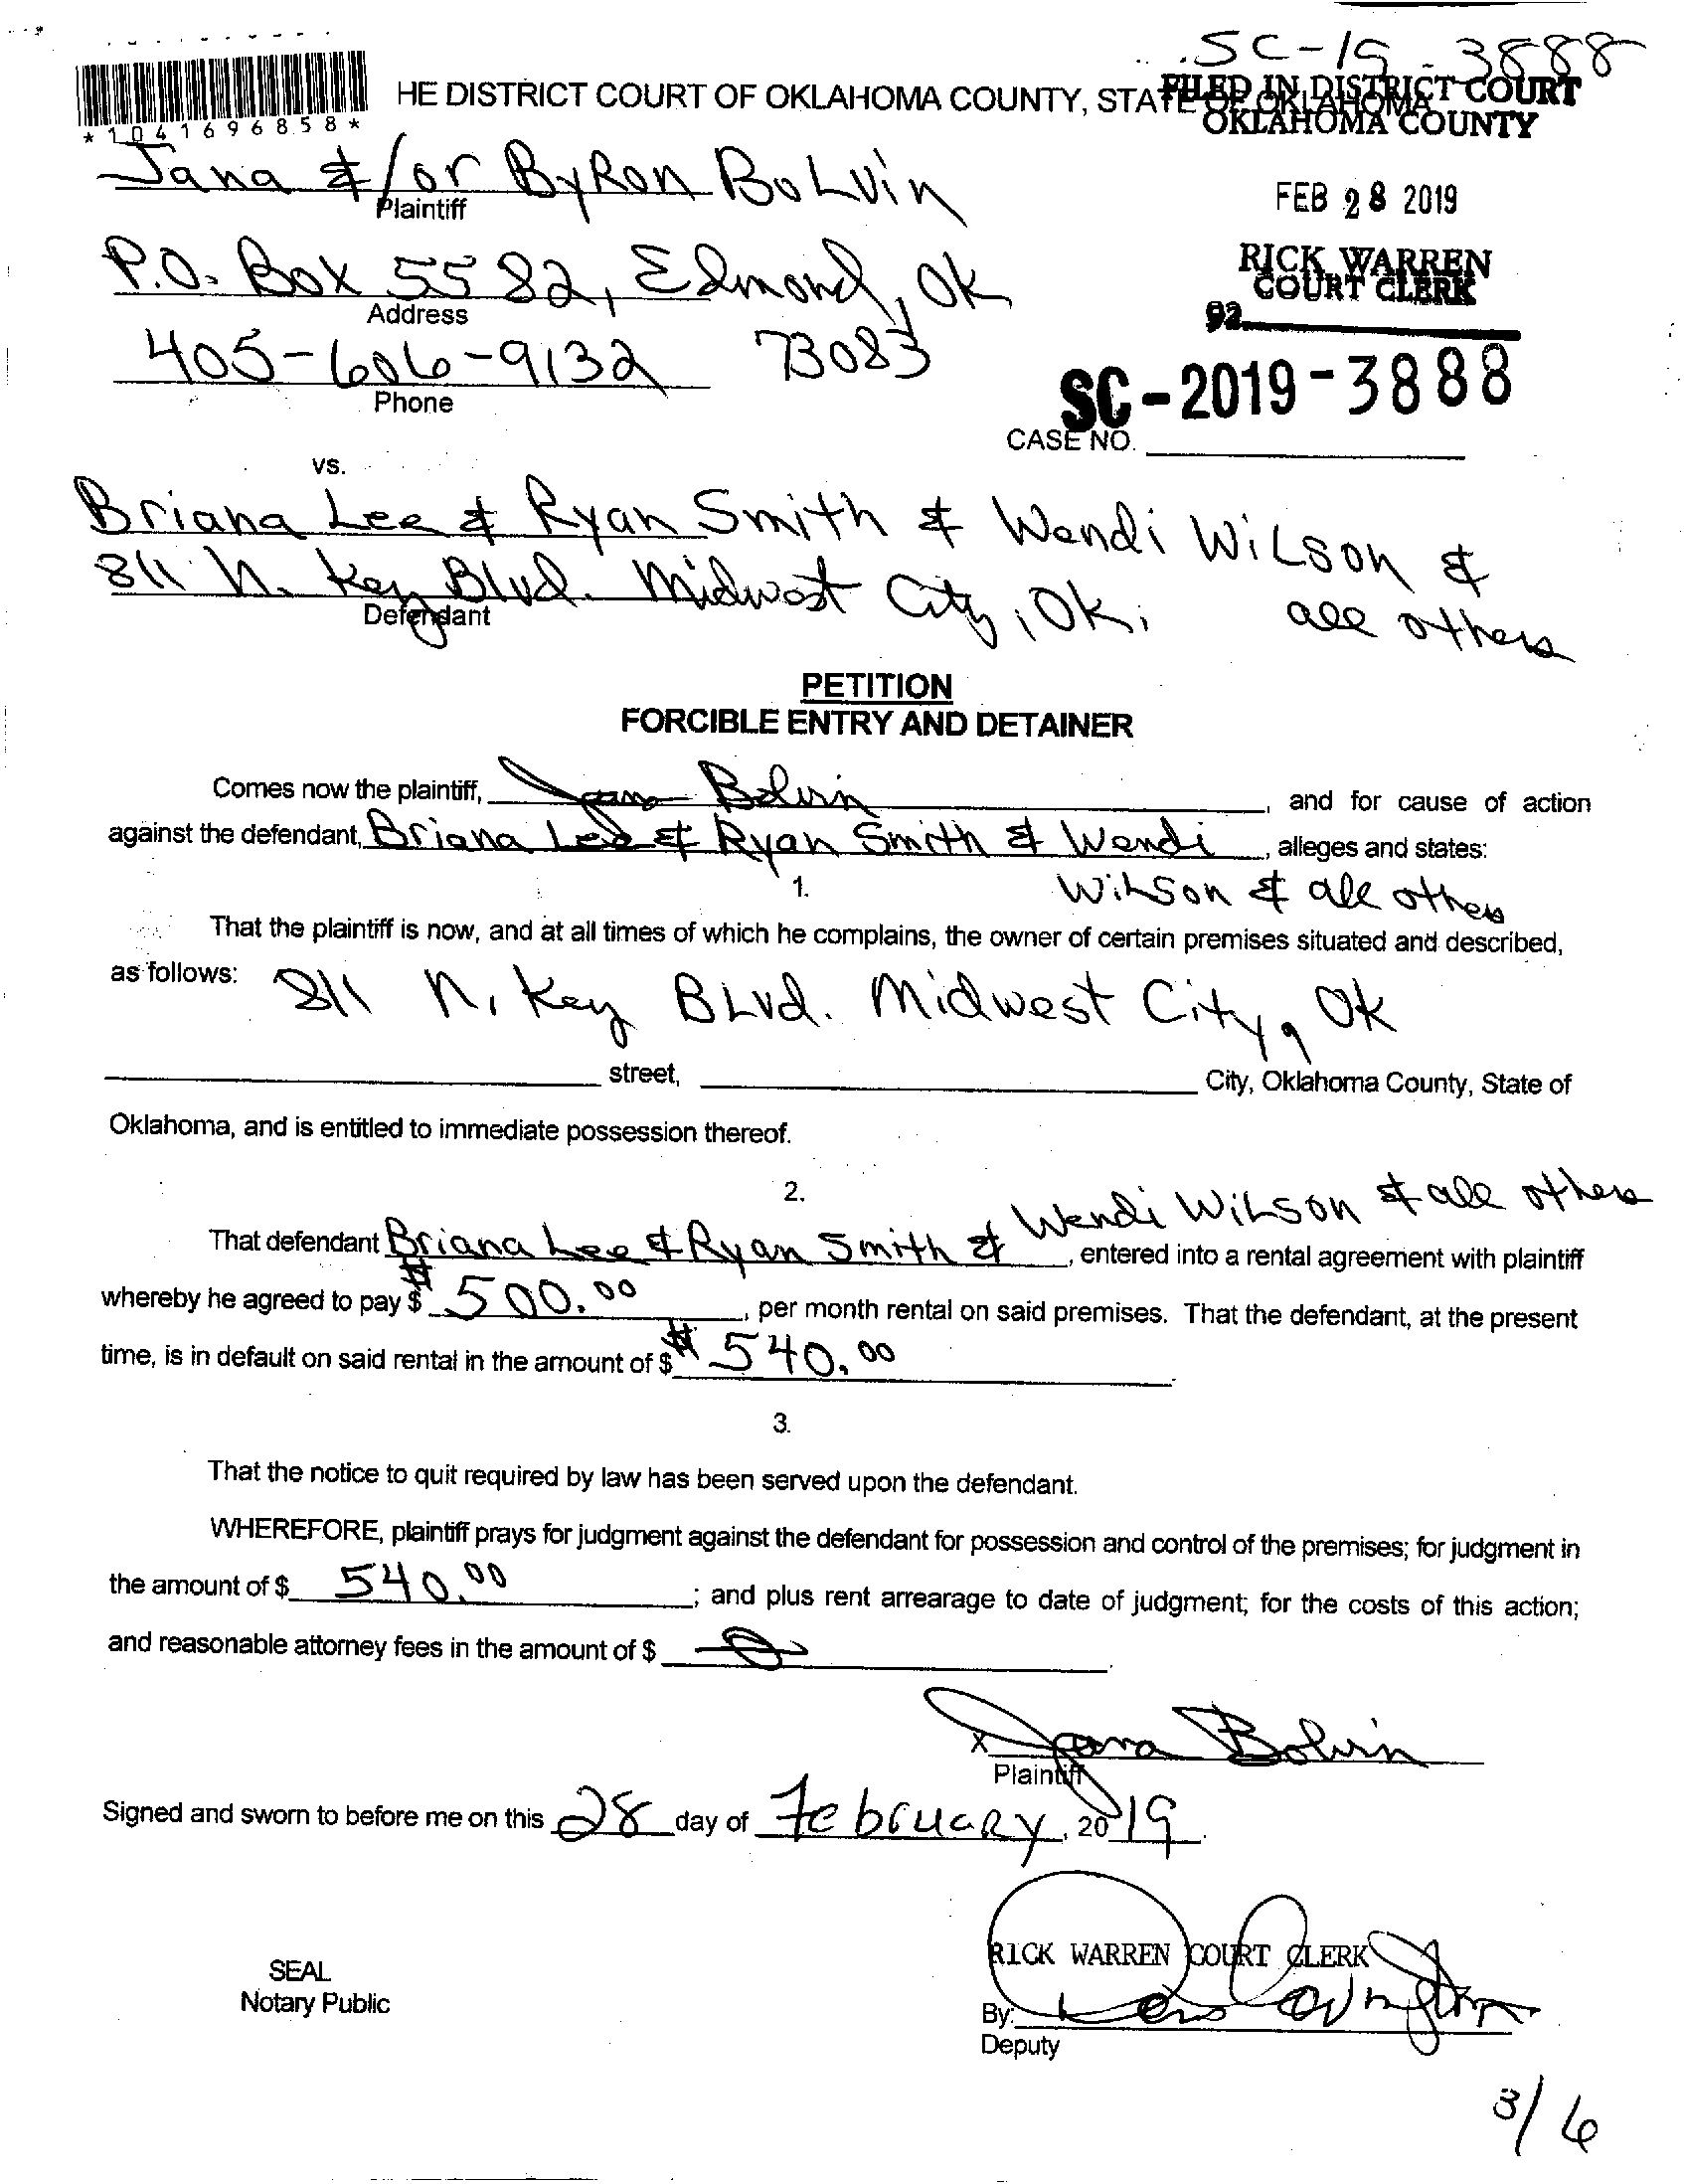 SC-19-3888
HE DISTRICT COURT OF OKLAHOMA COUNTY, STATE OF OKLAHOMA
FILED IN DISTRICT COURT
OKLAHOMA COUNTY
*1041696858*
Jana &/or Byron Bolvin
Plaintiff
FEB 28 2019
P.O. Box 5582, Edmond, Ok
Address
RICK WARREN
COURT CLERK
92
405-606-9132 73083
Phone
SC-2019-3888
CASE NO.
vs.
Briana Lee & Ryan Smith & Wendi Wilson &
811 N. Key Blvd. Midwest City, Ok. all others
Defendant
PETITION
FORCIBLE ENTRY AND DETAINER
Comes now the plaintiff, Jana Bolvin, and for cause of action
against the defendant, Briana Lee & Ryan Smith & Wendi, alleges and states:
1. Wilson & all others
That the plaintiff is now, and at all times of which he complains, the owner of certain premises situated and described,
as follows: 811 N. Key Blvd. Midwest City, Ok
street, City, Oklahoma County, State of
Oklahoma, and is entitled to immediate possession thereof.
2.
That defendant Briana Lee & Ryan Smith & Wendi Wilson & all others, entered into a rental agreement with plaintiff
whereby he agreed to pay $ $500.00, per month rental on said premises. That the defendant, at the present
time, is in default on said rental in the amount of $ $540.00
3.
That the notice to quit required by law has been served upon the defendant.
WHEREFORE, plaintiff prays for judgment against the defendant for possession and control of the premises; for judgment in
the amount of $ 540.00; and plus rent arrearage to date of judgment; for the costs of this action;
and reasonable attorney fees in the amount of $ 0
X Jana Bolvin
Plaintiff
Signed and sworn to before me on this 28 day of February, 2019.
RICK WARREN COURT CLERK
SEAL
Notary Public
By:
Deputy
3/6